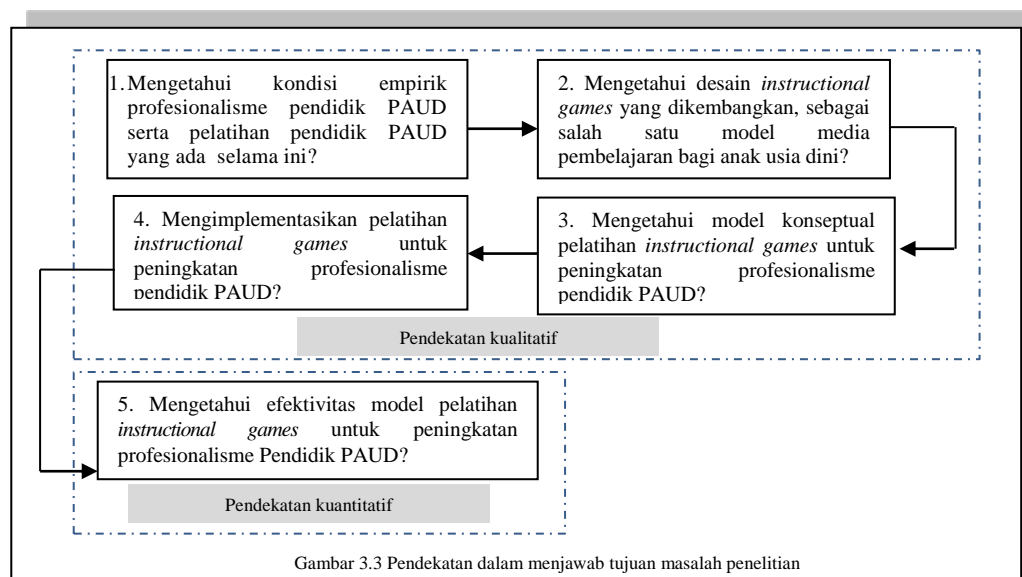 1. Mengetahui kondisi empirik
profesionalisme pendidik PAUD
serta pelatihan pendidik PAUD
yang ada selama ini?
2. Mengetahui desain instructional
games yang dikembangkan, sebagai
salah satu model media
pembelajaran bagi anak usia dini?
3. Mengetahui model konseptual
pelatihan instructional games untuk
peningkatan profesionalisme
pendidik PAUD?
4. Mengimplementasikan pelatihan
instructional games untuk
peningkatan profesionalisme
pendidik PAUD?
Pendekatan kualitatif
5. Mengetahui efektivitas model pelatihan
instructional games untuk peningkatan
profesionalisme Pendidik PAUD?
Pendekatan kuantitatif
Gambar 3.3 Pendekatan dalam menjawab tujuan masalah penelitian